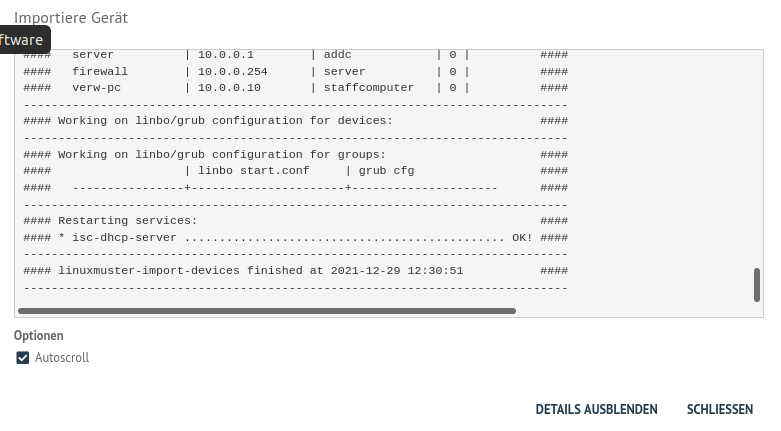 Importiere Gerät
ftware
####   server          | 10.0.0.1        | addc            | 0 |          ####
####   firewall        | 10.0.0.254      | server          | 0 |          ####
####   verw-pc         | 10.0.0.10       | staffcomputer   | 0 |          ####
------------------------------------------------------------------------------
#### Working on linbo/grub configuration for devices:                     ####
------------------------------------------------------------------------------
#### Working on linbo/grub configuration for groups:                      ####
####                   | linbo start.conf     | grub cfg                  ####
####   ----------------+----------------------+---------------------      ####
------------------------------------------------------------------------------
#### Restarting services:                                                 ####
#### * isc-dhcp-server .............................................. OK! ####
------------------------------------------------------------------------------
#### linuxmuster-import-devices finished at 2021-12-29 12:30:51           ####
------------------------------------------------------------------------------
Optionen
Autoscroll
DETAILS AUSBLENDEN SCHLIESSEN